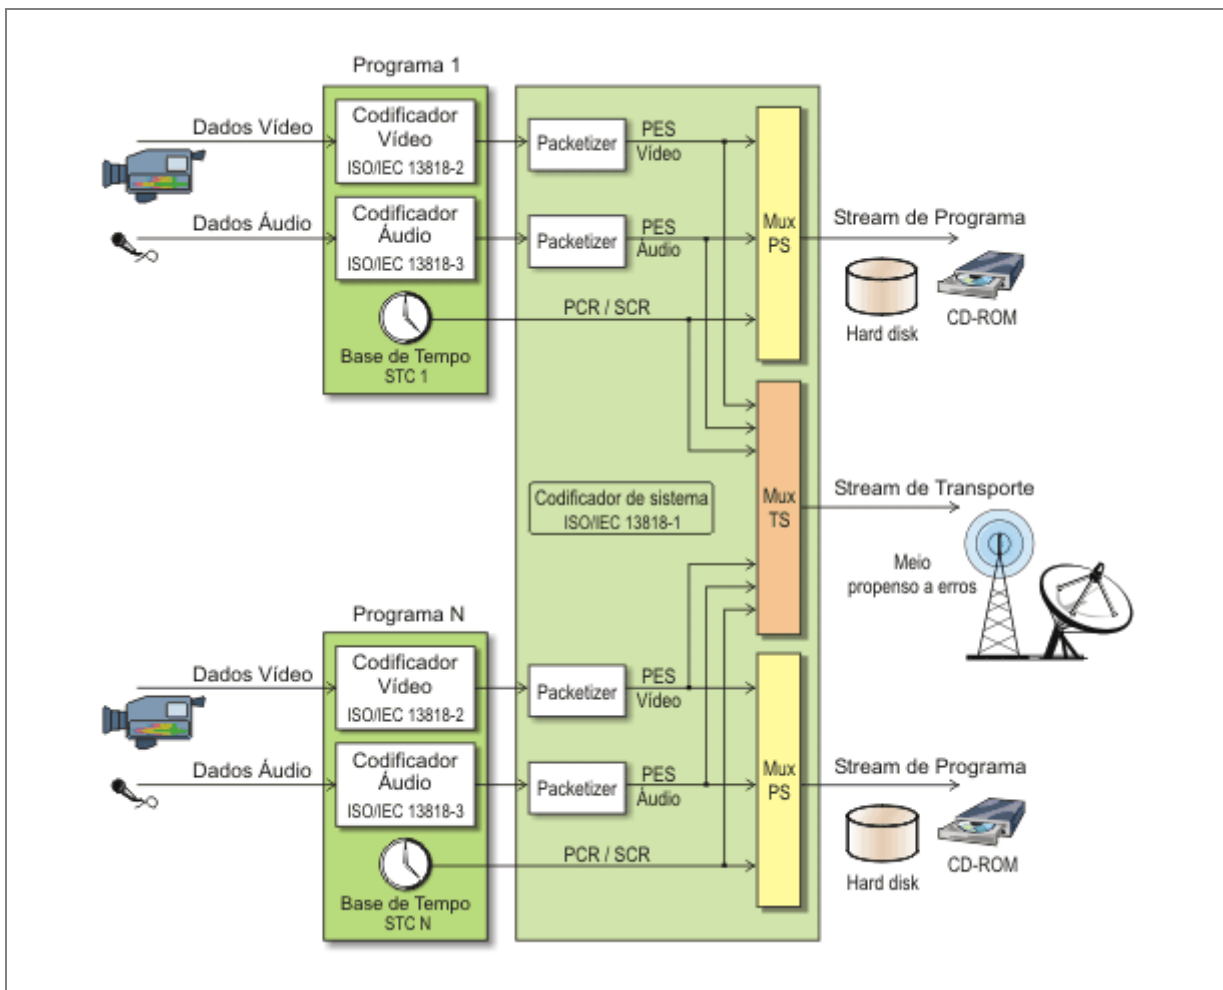 Programa 1
Dados Vídeo
Codificador
Vídeo
ISO/IEC 13818-2
Packetizer
PES
Vídeo
Dados Áudio
Codificador
Áudio
ISO/IEC 13818-3
Packetizer
PES
Áudio
Mux
PS
Stream de Programa
PCR / SCR
Base de Tempo
STC 1
Hard disk
CD-ROM
Codificador de sistema
ISO/IEC 13818-1
Mux
TS
Stream de Transporte
Meio
propenso a erros
Programa N
Dados Vídeo
Codificador
Vídeo
ISO/IEC 13818-2
Packetizer
PES
Vídeo
Dados Áudio
Codificador
Áudio
ISO/IEC 13818-3
Packetizer
PES
Áudio
Mux
PS
Stream de Programa
PCR / SCR
Base de Tempo
STC N
Hard disk
CD-ROM